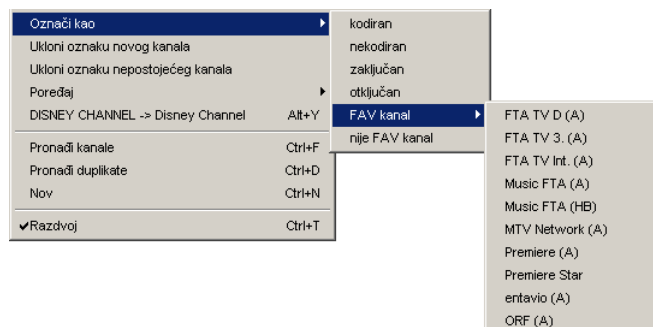 Označi kao
Ukloni oznaku novog kanala
Ukloni oznaku nepostojećeg kanala
Poređaj
DISNEY CHANNEL -> Disney Channel Alt+Y
Pronađi kanale Ctrl+F
Pronađi duplikate Ctrl+D
Nov Ctrl+N
Razdvoj Ctrl+T
kodiran
nekodiran
zaključan
otključan
FAV kanal
nije FAV kanal
FTA TV D (A)
FTA TV 3. (A)
FTA TV Int. (A)
Music FTA (A)
Music FTA (HB)
MTV Network (A)
Premiere (A)
Premiere Star
entavio (A)
ORF (A)